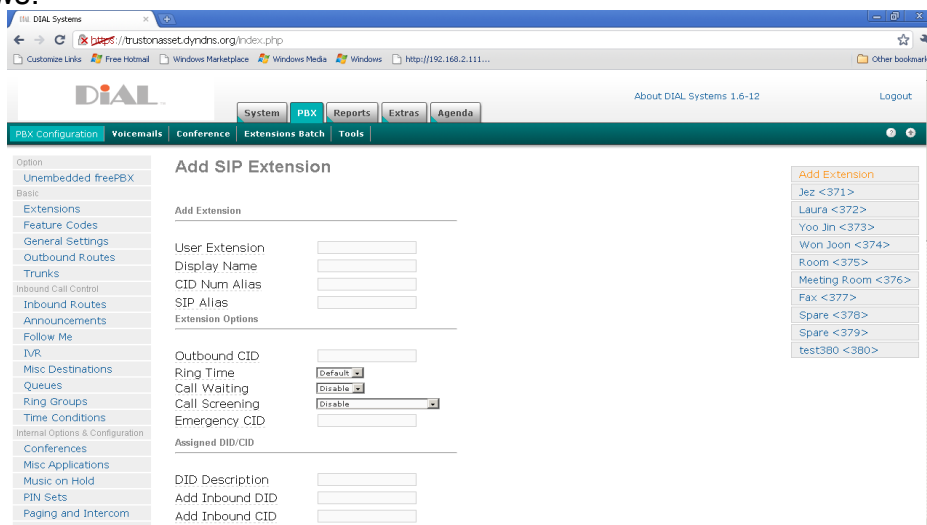 ws:
DIAL Systems
https://trustonasset.dyndns.org/index.php
Customize Links Free Hotmail Windows Marketplace Windows Media Windows http://192.168.2.111... Other bookmark
DiAL
About DIAL Systems 1.6-12 Logout
System PBX Reports Extras Agenda
PBX Configuration Voicemails Conference Extensions Batch Tools
Option
Unembedded freePBX
Basic
Extensions
Feature Codes
General Settings
Outbound Routes
Trunks
Inbound Call Control
Inbound Routes
Announcements
Follow Me
IVR
Misc Destinations
Queues
Ring Groups
Time Conditions
Internal Options & Configuration
Conferences
Misc Applications
Music on Hold
PIN Sets
Paging and Intercom
Add SIP Extension
Add Extension
User Extension
Display Name
CID Num Alias
SIP Alias
Extension Options
Outbound CID
Ring Time Default
Call Waiting Disable
Call Screening Disable
Emergency CID
Assigned DID/CID
DID Description
Add Inbound DID
Add Inbound CID
Add Extension
Jez <371>
Laura <372>
Yoo Jin <373>
Won Joon <374>
Room <375>
Meeting Room <376>
Fax <377>
Spare <378>
Spare <379>
test380 <380>